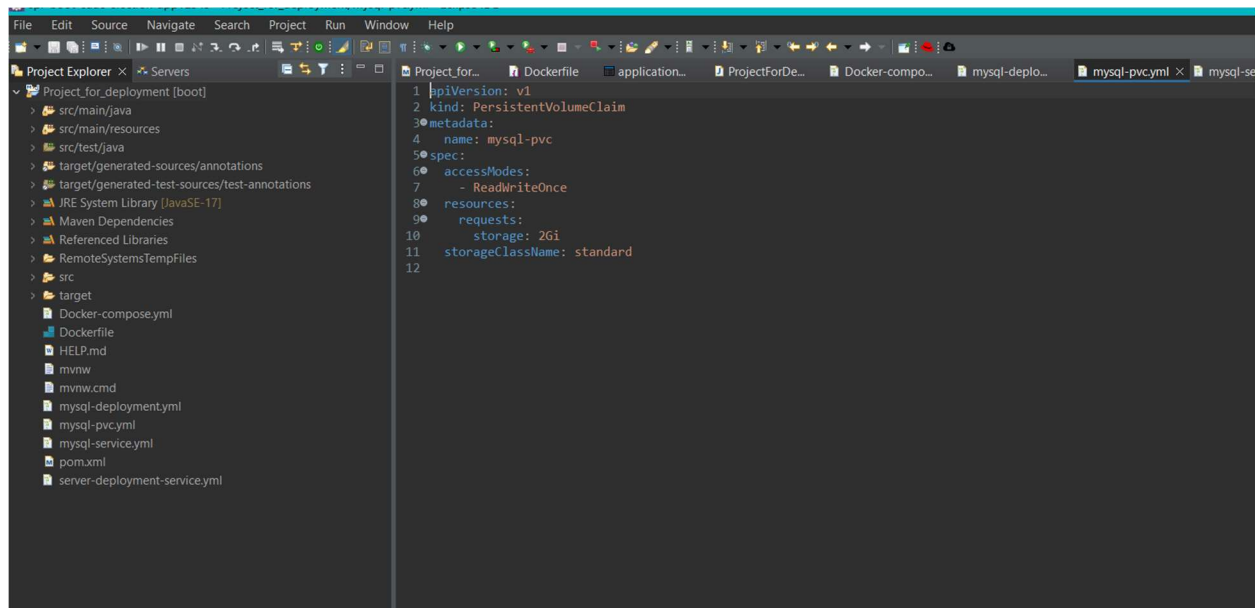 File Edit Source Navigate Search Project Run Window Help
Project Explorer Servers
Project_for... Dockerfile application... ProjectForDe... Docker-compo... mysql-deplo... mysql-pvc.yml mysql-se
Project_for_deployment [boot]
src/main/java
src/main/resources
src/test/java
target/generated-sources/annotations
target/generated-test-sources/test-annotations
JRE System Library [JavaSE-17]
Maven Dependencies
Referenced Libraries
RemoteSystemsTempFiles
src
target
Docker-compose.yml
Dockerfile
HELP.md
mvnw
mvnw.cmd
mysql-deployment.yml
mysql-pvc.yml
mysql-service.yml
pom.xml
server-deployment-service.yml
1 apiVersion: v1
2 kind: PersistentVolumeClaim
3 metadata:
4 name: mysql-pvc
5 spec:
6 accessModes:
7 - ReadWriteOnce
8 resources:
9 requests:
10 storage: 2Gi
11 storageClassName: standard
12